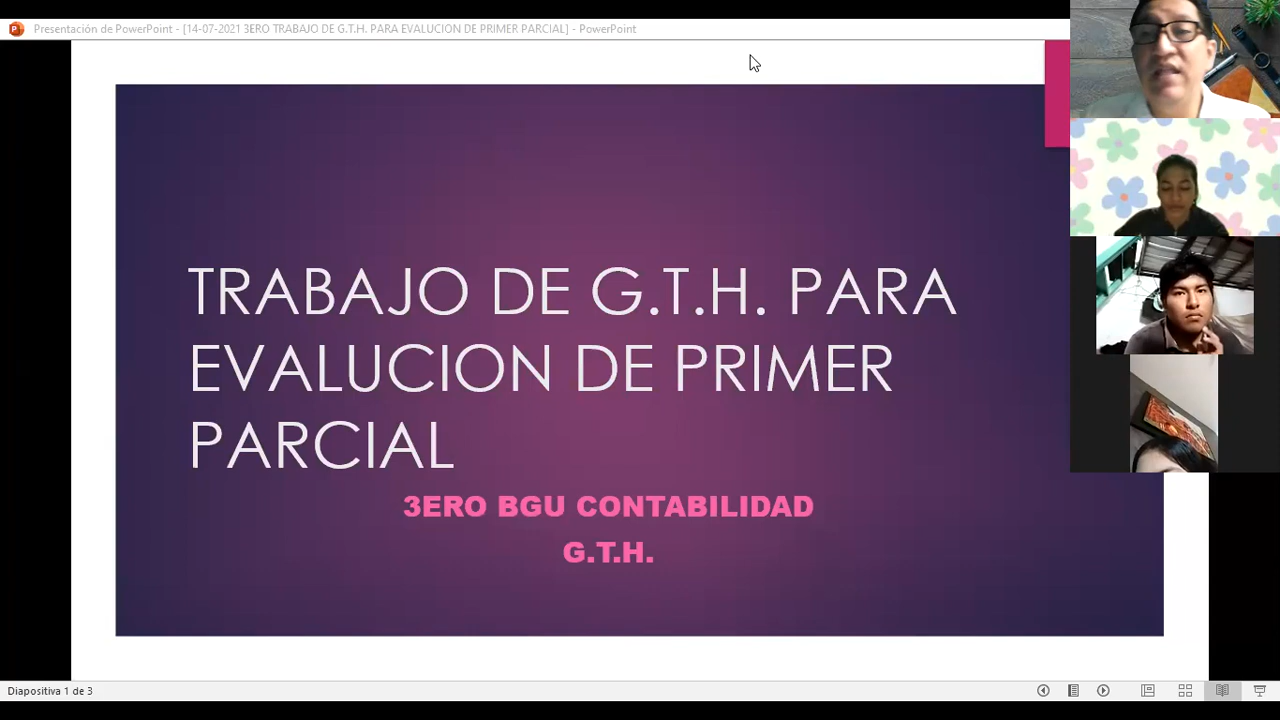 Presentación de PowerPoint - [14-07-2021 3ERO TRABAJO DE G.T.H. PARA EVALUCION DE PRIMER PARCIAL] - PowerPoint
TRABAJO DE G.T.H. PARA
EVALUCION DE PRIMER
PARCIAL
3ERO BGU CONTABILIDAD
G.T.H.
Diapositiva 1 de 3